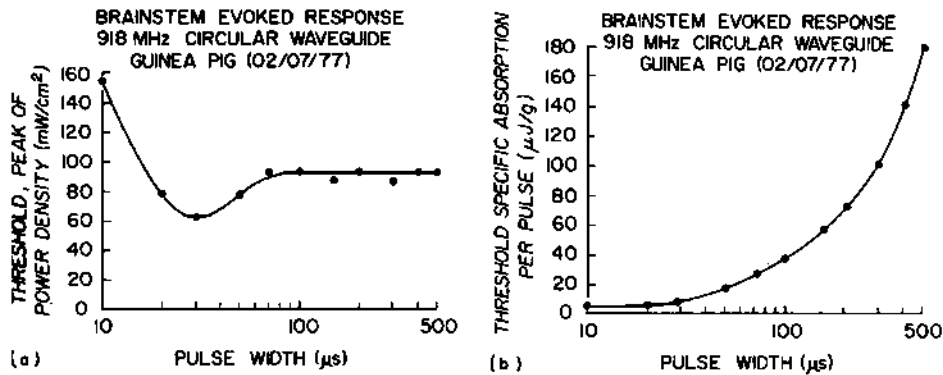 BRAINSTEM EVOKED RESPONSE
918 MHz CIRCULAR WAVEGUIDE
GUINEA PIG (02/07/77)
THRESHOLD, PEAK OF
POWER DENSITY (mW/cm²)
160
140
120
100
80
60
40
20
0
10
100
500
(a)
PULSE WIDTH (μs)
BRAINSTEM EVOKED RESPONSE
918 MHz CIRCULAR WAVEGUIDE
GUINEA PIG (02/07/77)
THRESHOLD SPECIFIC ABSORPTION
PER PULSE (μJ/g)
180
160
140
120
100
80
60
40
20
0
10
100
500
(b)
PULSE WIDTH (μs)